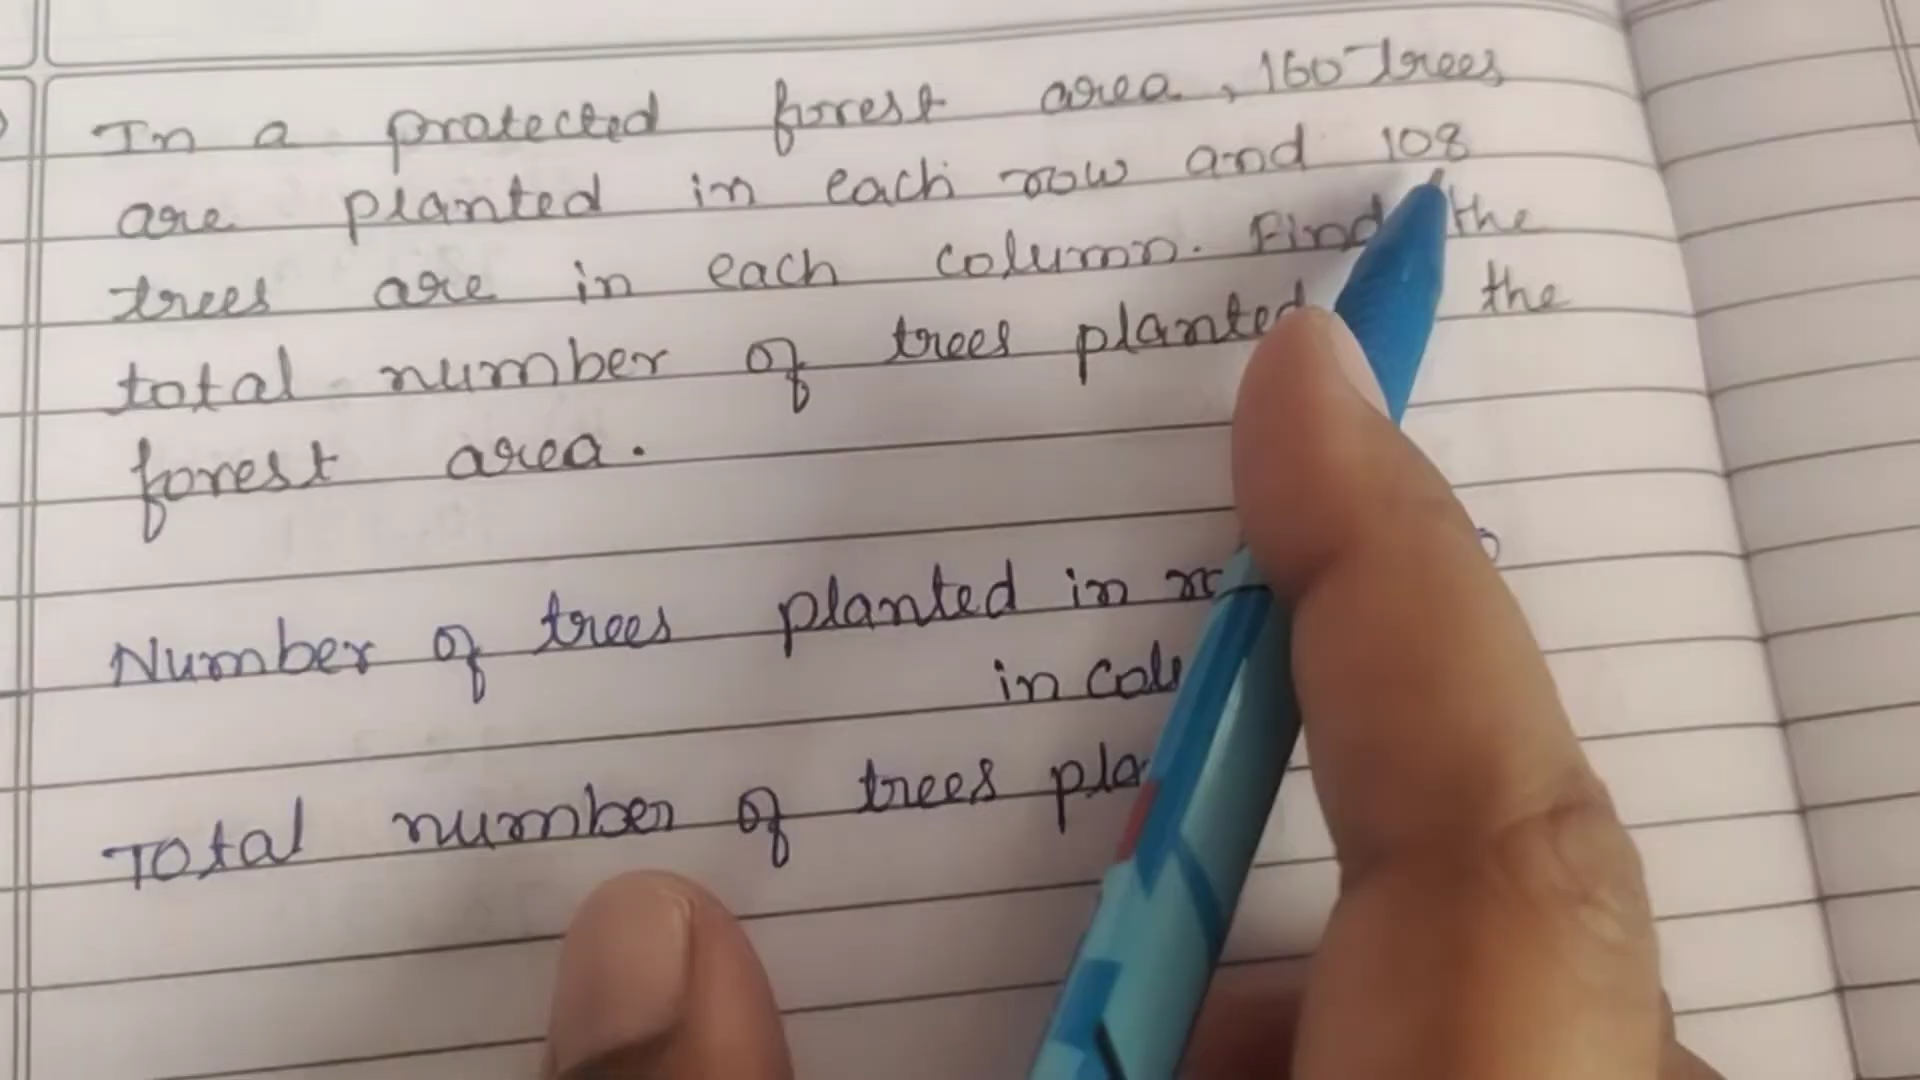 In a protected forest area, 160 trees
are planted in each row and 108
trees are in each column. Find the
total number of trees planted the
forest area.
Number of trees planted in
in
Total number of trees